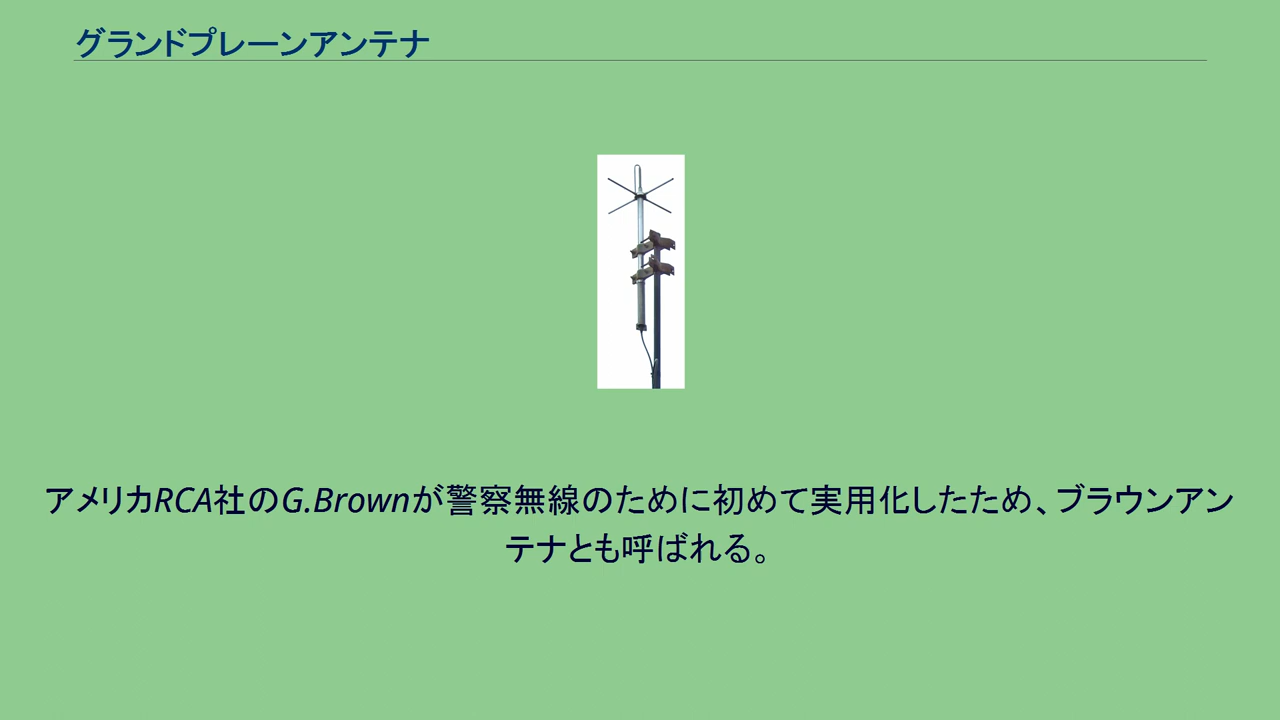 グランドプレーンアンテナ
アメリカRCA社のG.Brownが警察無線のために初めて実用化したため、ブラウンアン
テナとも呼ばれる。